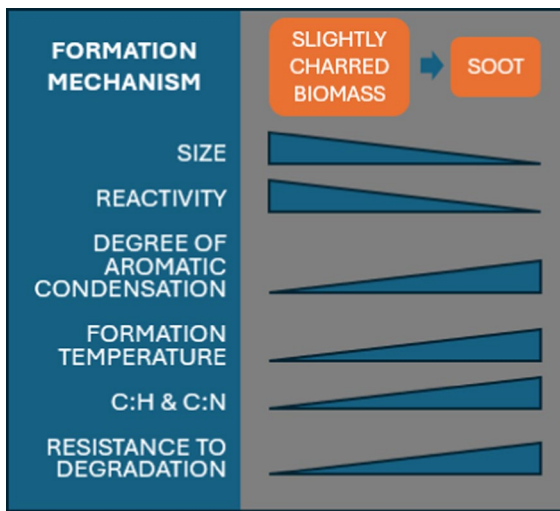 FORMATION
MECHANISM
SLIGHTLY
CHARRED
BIOMASS
SOOT
SIZE
REACTIVITY
DEGREE OF
AROMATIC
CONDENSATION
FORMATION
TEMPERATURE
C:H & C:N
RESISTANCE TO
DEGRADATION